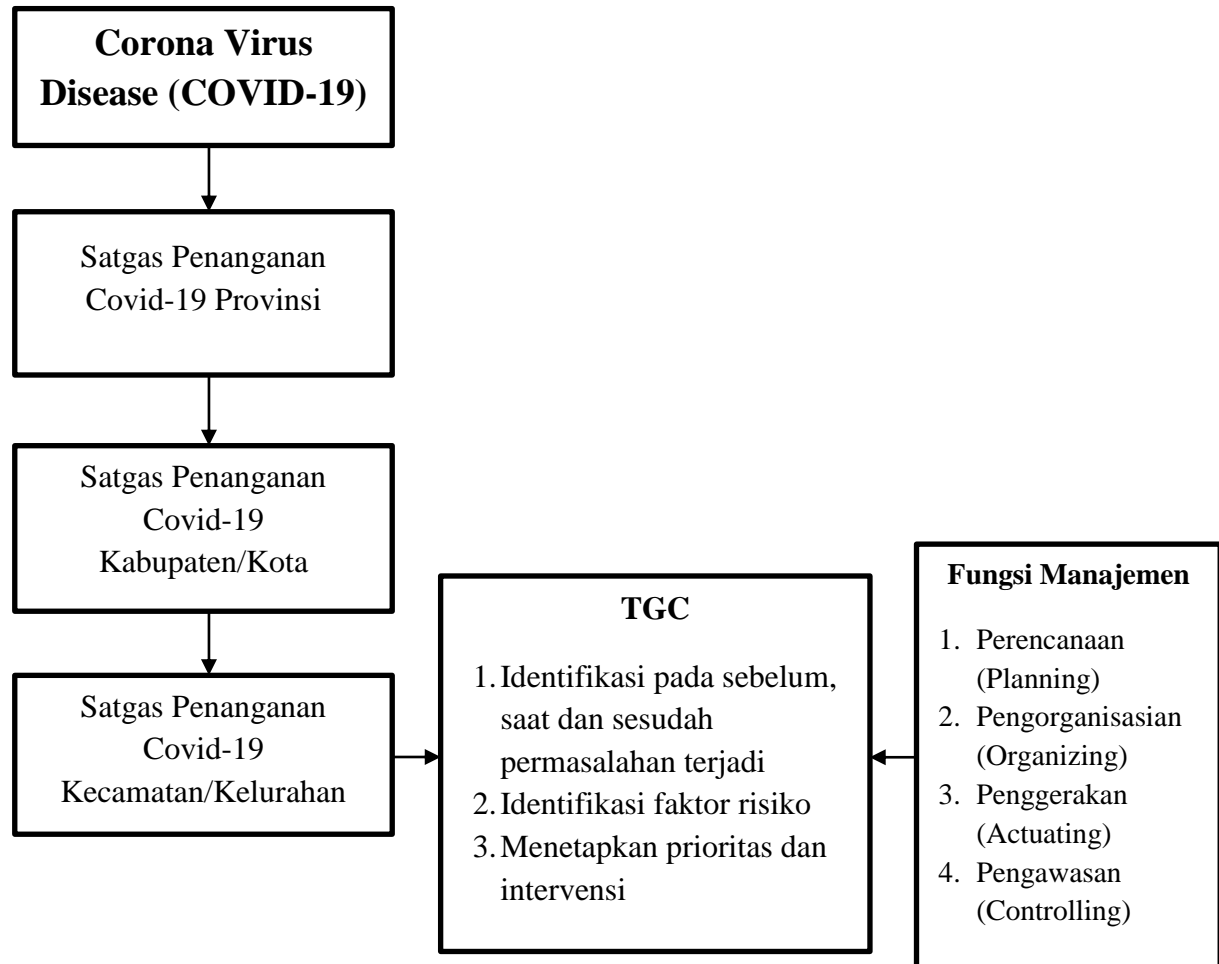 Corona Virus
Disease (COVID-19)
Satgas Penanganan
Covid-19 Provinsi
Satgas Penanganan
Covid-19
Kabupaten/Kota
Satgas Penanganan
Covid-19
Kecamatan/Kelurahan
TGC
1. Identifikasi pada sebelum,
saat dan sesudah
permasalahan terjadi
2. Identifikasi faktor risiko
3. Menetapkan prioritas dan
intervensi
Fungsi Manajemen
1. Perencanaan
(Planning)
2. Pengorganisasian
(Organizing)
3. Penggerakan
(Actuating)
4. Pengawasan
(Controlling)